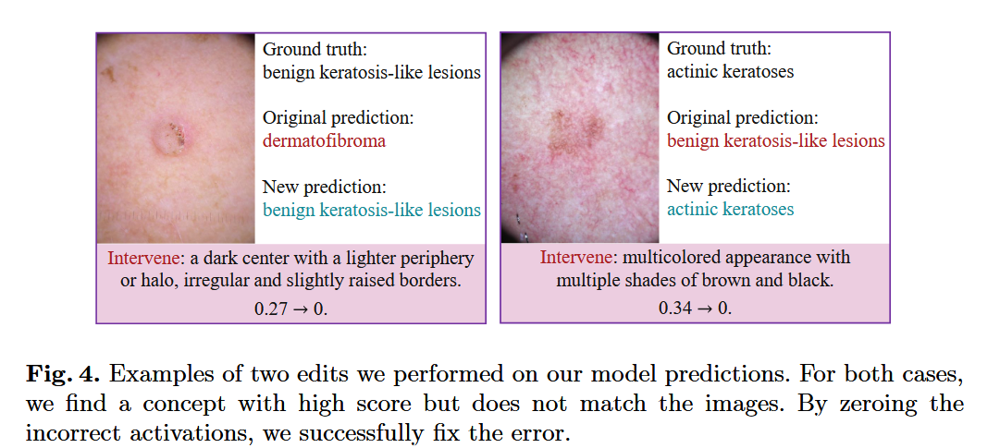 Ground truth:
benign keratosis-like lesions
Original prediction:
dermatofibroma
New prediction:
benign keratosis-like lesions
Intervene: a dark center with a lighter periphery
or halo, irregular and slightly raised borders.
0.27 → 0.
Ground truth:
actinic keratoses
Original prediction:
benign keratosis-like lesions
New prediction:
actinic keratoses
Intervene: multicolored appearance with
multiple shades of brown and black.
0.34 → 0.
Fig. 4. Examples of two edits we performed on our model predictions. For both cases,
we find a concept with high score but does not match the images. By zeroing the
incorrect activations, we successfully fix the error.